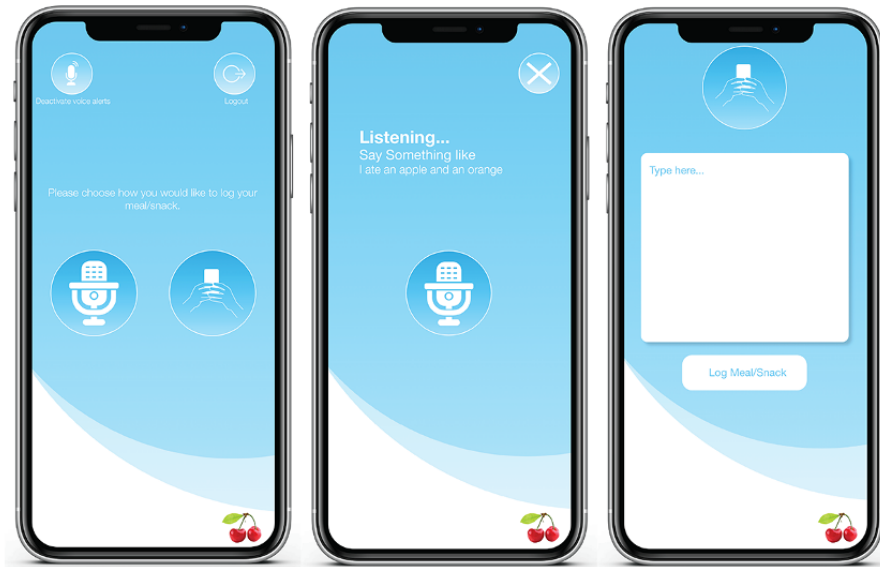 Deactivate voice alerts
Logout
Please choose how you would like to log your
meal/snack.
Listening...
Say Something like
I ate an apple and an orange
Type here...
Log Meal/Snack